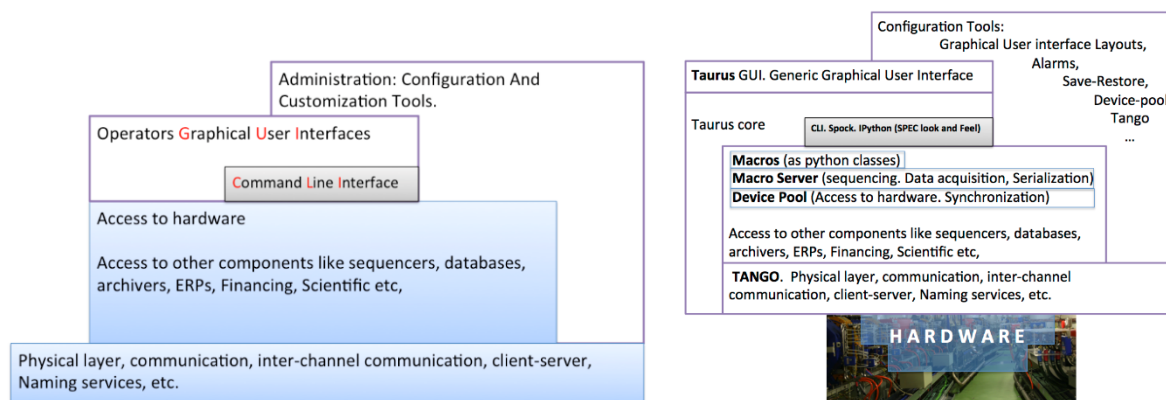 Administration: Configuration And
Customization Tools.
Operators Graphical User Interfaces
Command Line Interface
Access to hardware
Access to other components like sequencers, databases,
archivers, ERPs, Financing, Scientific etc,
Physical layer, communication, inter-channel communication, client-server,
Naming services, etc.
Configuration Tools:
Graphical User interface Layouts,
Alarms,
Save-Restore,
Device-pool
Tango
...
Taurus GUI. Generic Graphical User Interface
Taurus core
CLI. Spock. IPython (SPEC look and Feel)
Macros (as python classes)
Macro Server (sequencing. Data acquisition, Serialization)
Device Pool (Access to hardware. Synchronization)
Access to other components like sequencers, databases,
archivers, ERPs, Financing, Scientific etc,
TANGO. Physical layer, communication, inter-channel
communication, client-server, Naming services, etc.
HARDWARE